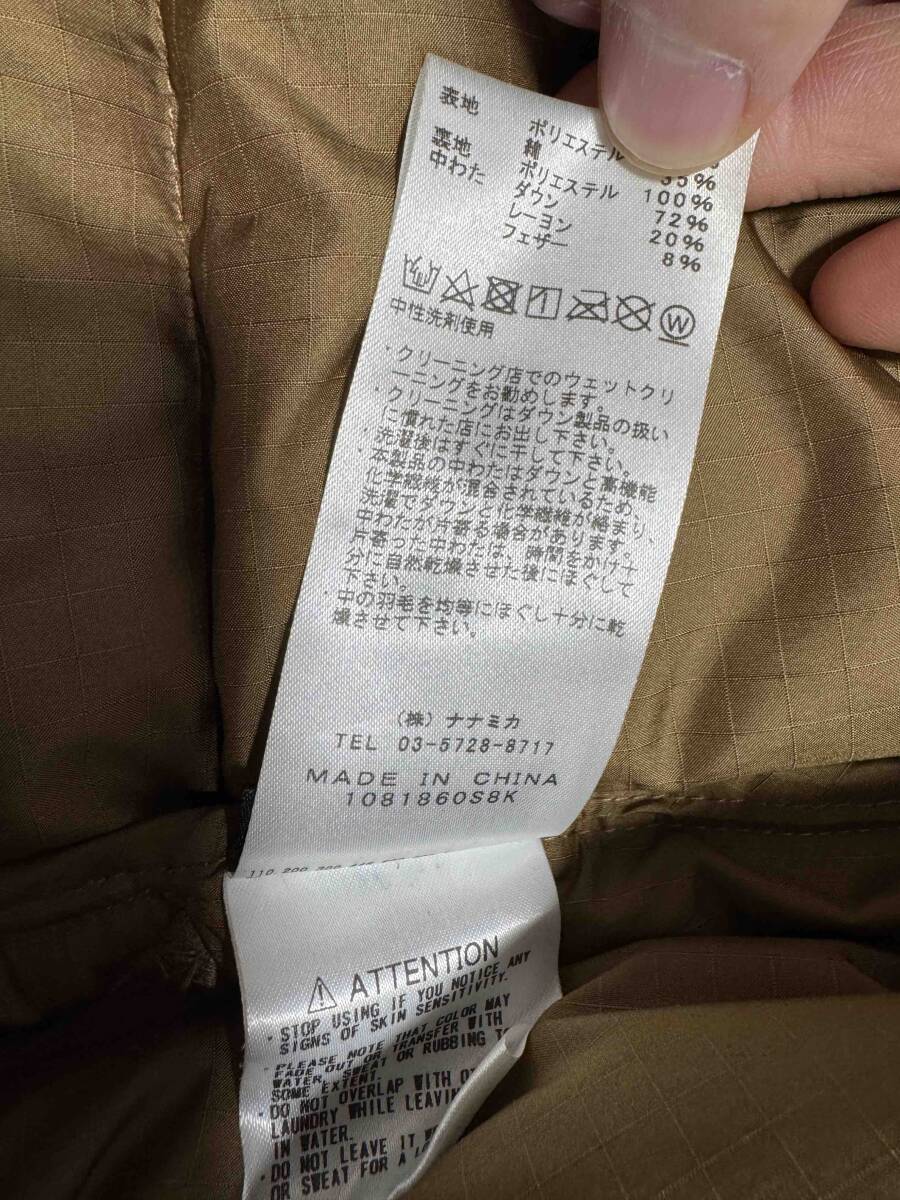 表地 ポリエステル
綿 35%
裏地 ポリエステル 100%
中わた ダウン 72%
レーヨン 20%
フェザー 8%
W
中性洗剤使用
・クリーニング店でのウェットクリ
ーニングをお勧めします。
・クリーニングはダウン製品の扱い
に慣れた店にお出し下さい。
・洗濯後はすぐに干して下さい。
・本製品の中わたはダウンと高機能
化学繊維が混合されているため、
洗濯でダウンと化学繊維が絡まり、
中わたが片寄る場合があります。
片寄った中わたは、時間をかけ十
分に自然乾燥させた後にほぐして
下さい。
・中の羽毛を均等にほぐし十分に乾
燥させて下さい。
(株) ナナミカ
TEL 03-5728-8717
MADE IN CHINA
1081860S8K
110 200 300
ATTENTION
・STOP USING IF YOU NOTICE ANY
SIGNS OF SKIN SENSITIVITY.
・PLEASE NOTE THAT COLOR MAY
FADE OUT OR TRANSFER WITH
WATER, SWEAT OR RUBBING
SOME EXTENT.
・DO NOT OVERLAP WITH
LAUNDRY WHILE
IN WATER.
・DO NOT LEAVE IT
OR SWEAT FOR A